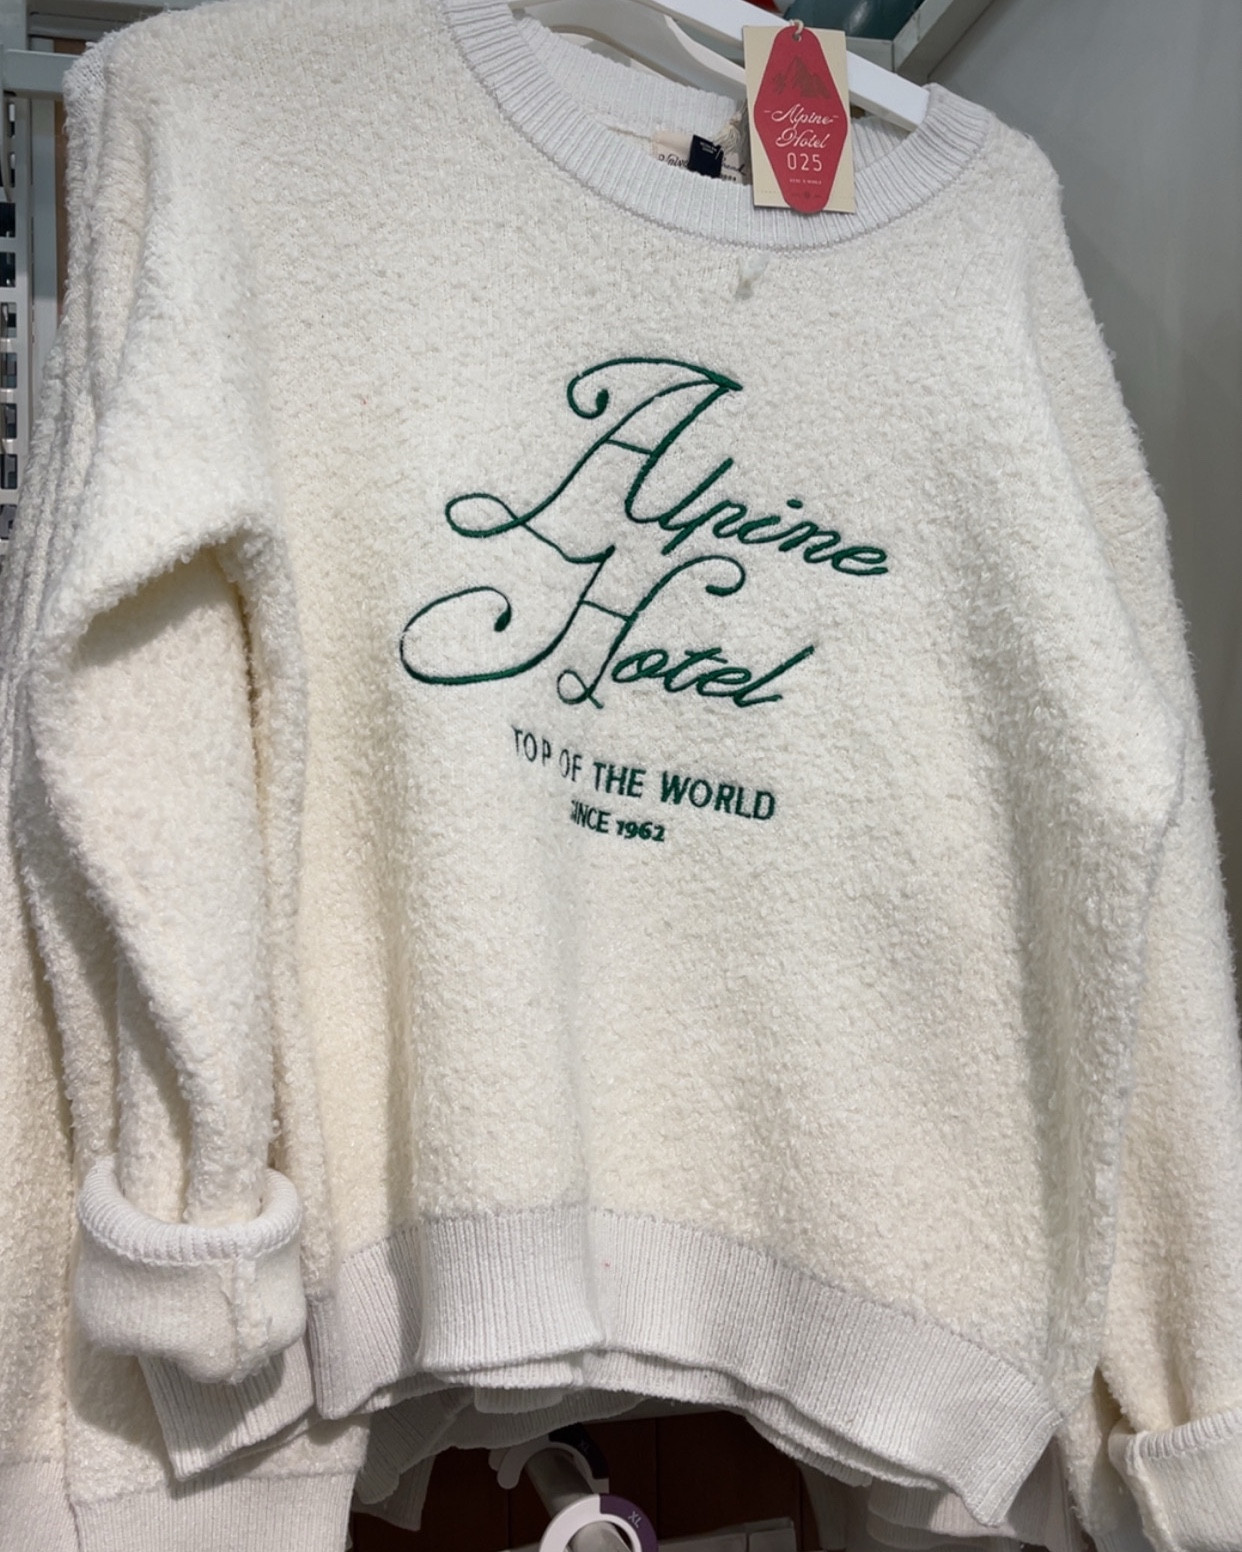 -Alpine-
Hotel
025
Alpine
Hotel
TOP OF THE WORLD
SINCE 1962
XL